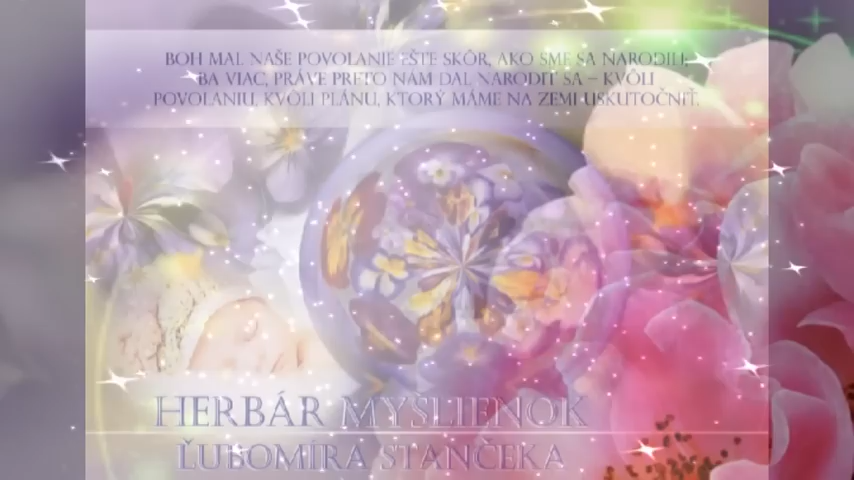 BOH MAL NAŠE POVOLANIE EŠTE SKÔR, AKO SME SA NARODILI,
BA VIAC, PRÁVE PRETO NÁM DAL NARODIŤ SA – KVÔLI
POVOLANIU, KVÔLI PLÁNU, KTORÝ MÁME NA ZEMI USKUTOČNIŤ.
HERBÁR MYŠLIENOK
ĽUBOMÍRA STANČEKA